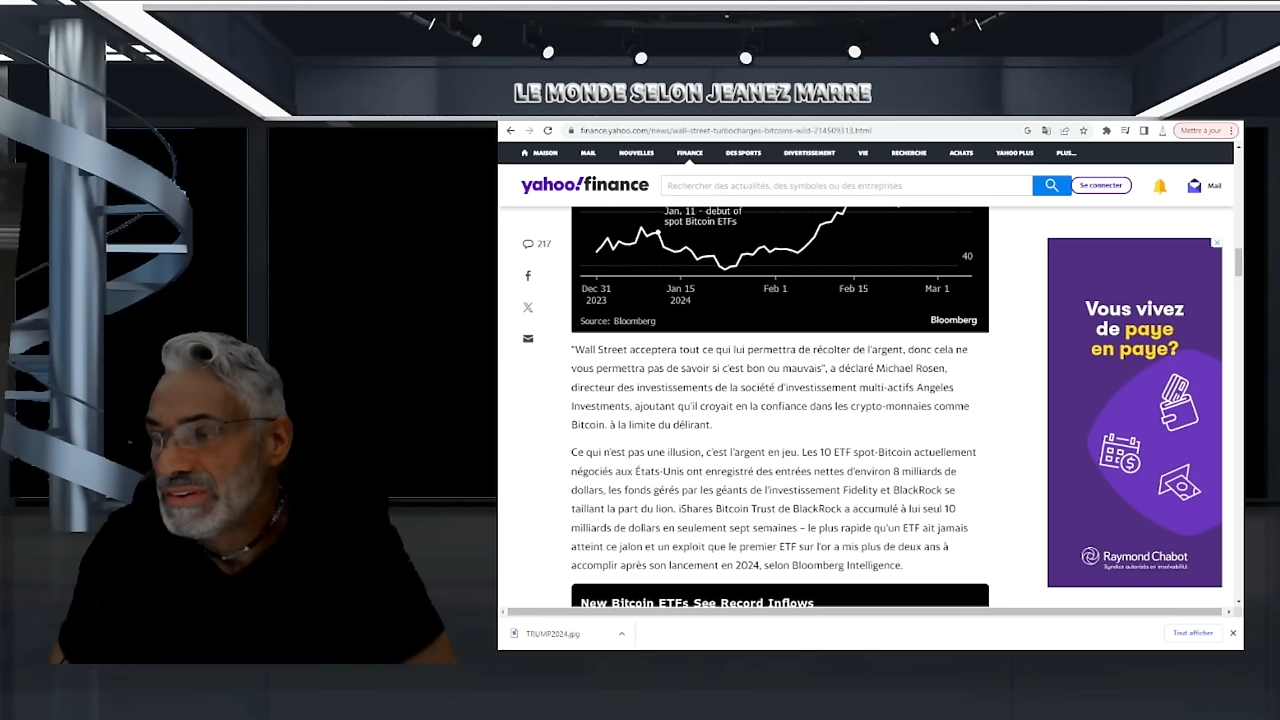 LE MONDE SELON JEANEZ MARRE
finance.yahoo.com/news/wall-street-turbocharges-bitcoins-wild-214509313.html
Mettre à jour
MAISON MAIL NOUVELLES FINANCE DES SPORTS DIVERTISSEMENT VIE RECHERCHE ACHATS YAHOO PLUS PLUS...
yahoo!finance
Rechercher des actualités, des symboles ou des entreprises
Se connecter
Mail
217
Jan. 11 - debut of
spot Bitcoin ETFs
40
Dec 31 Jan 15 Feb 1 Feb 15 Mar 1
2023 2024
Source: Bloomberg
Bloomberg
"Wall Street acceptera tout ce qui lui permettra de récolter de l'argent, donc cela ne
vous permettra pas de savoir si c'est bon ou mauvais", a déclaré Michael Rosen,
directeur des investissements de la société d'investissement multi-actifs Angeles
Investments, ajoutant qu'il croyait en la confiance dans les crypto-monnaies comme
Bitcoin. à la limite du délirant.
Ce qui n'est pas une illusion, c'est l'argent en jeu. Les 10 ETF spot-Bitcoin actuellement
négociés aux États-Unis ont enregistré des entrées nettes d'environ 8 milliards de
dollars, les fonds gérés par les géants de l'investissement Fidelity et BlackRock se
taillant la part du lion. iShares Bitcoin Trust de BlackRock a accumulé à lui seul 10
milliards de dollars en seulement sept semaines – le plus rapide qu'un ETF ait jamais
atteint ce jalon et un exploit que le premier ETF sur l'or a mis plus de deux ans à
accomplir après son lancement en 2024, selon Bloomberg Intelligence.
New Bitcoin ETFs See Record Inflows
Vous vivez
de paye
en paye?
Raymond Chabot
Syndics autorisés en insolvabilité
TRUMP2024.jpg
Tout afficher